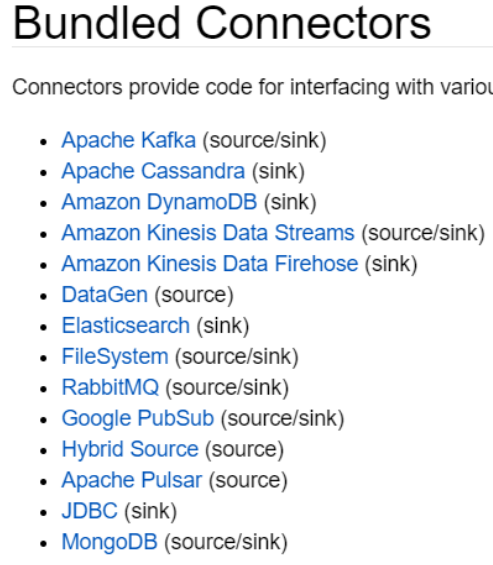 Bundled Connectors
Connectors provide code for interfacing with
Apache Kafka (source/sink)
Apache Cassandra (sink)
Amazon DynamoDB (sink)
Amazon Kinesis Data Streams (source/sink)
Amazon Kinesis Data Firehose (sink)
DataGen (source)
Elasticsearch (sink)
FileSystem (source/sink)
RabbitMQ (source/sink)
Google PubSub (source/sink)
Hybrid Source (source)
Apache Pulsar (source)
JDBC (sink)
MongoDB (source/sink)